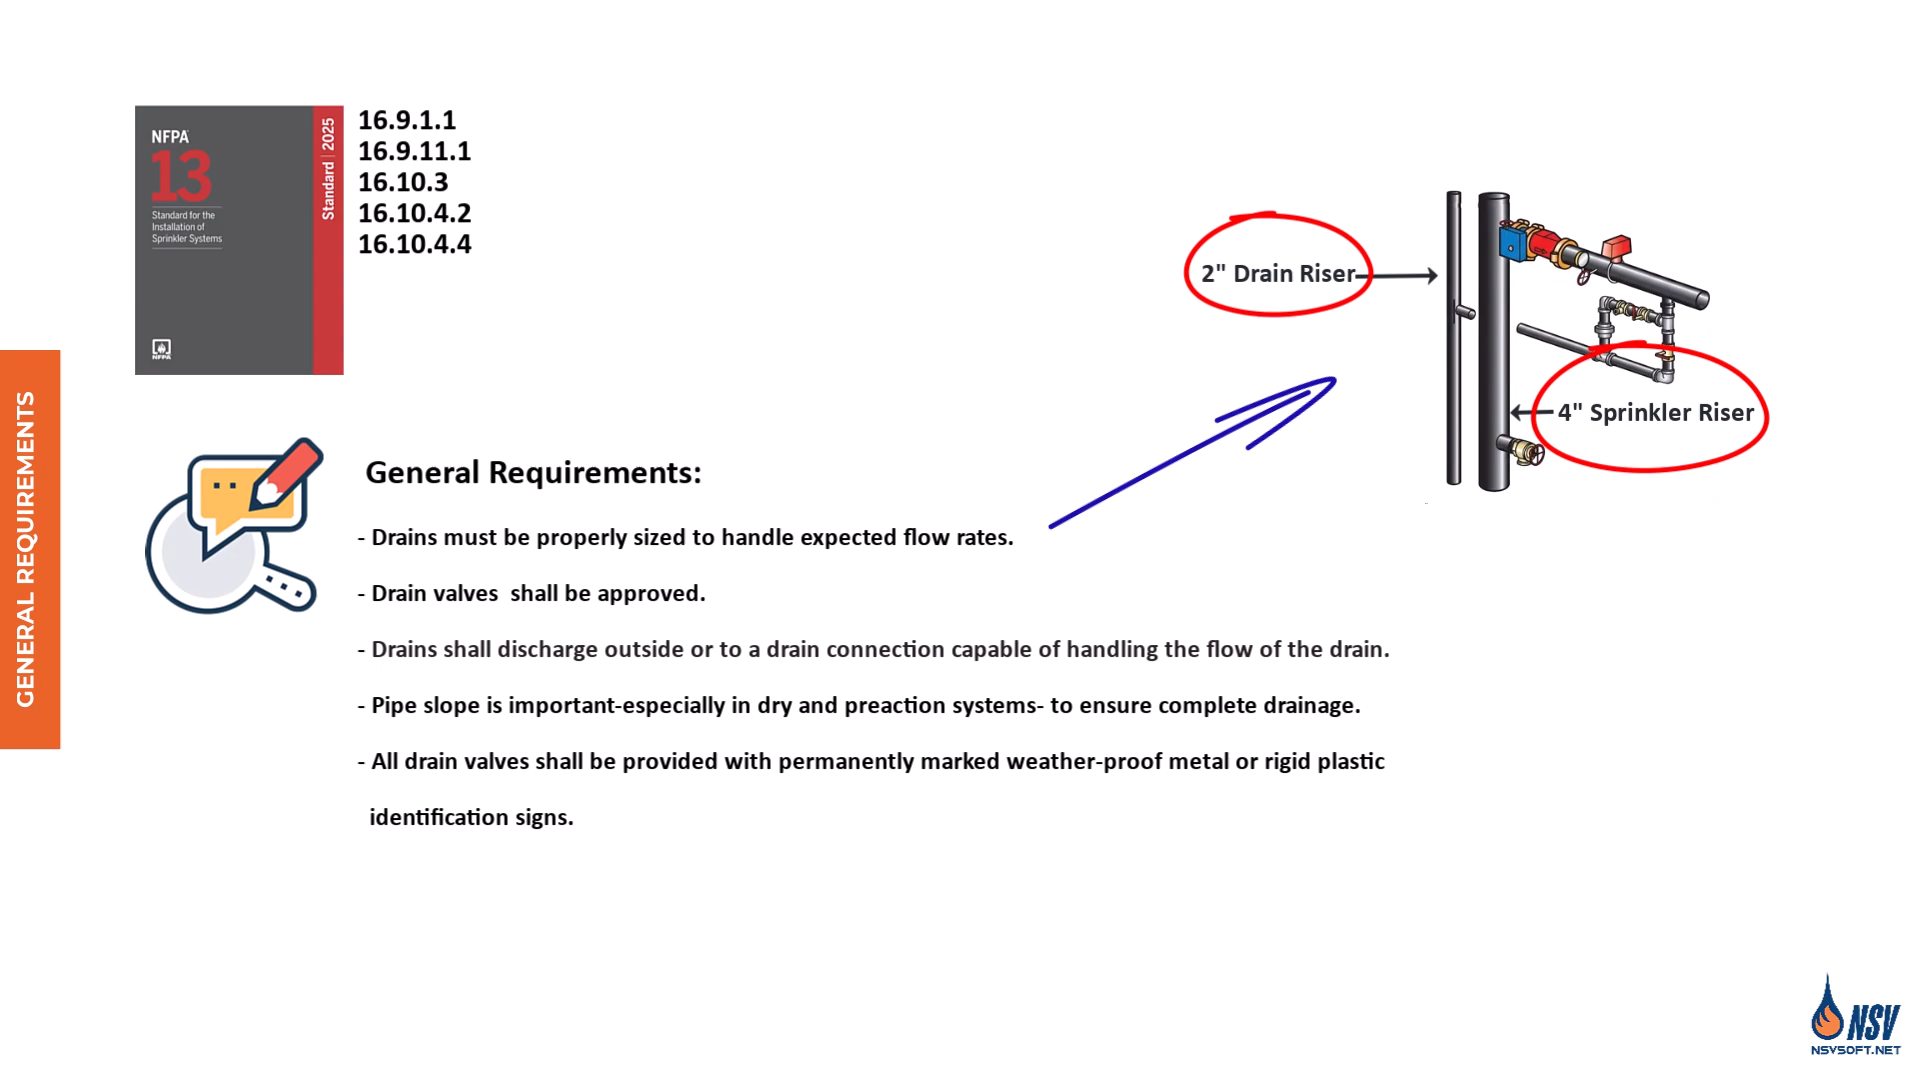 NFPA
13
Standard for the
Installation of
Sprinkler Systems
Standard | 2025
NFPA
16.9.1.1
16.9.11.1
16.10.3
16.10.4.2
16.10.4.4
2" Drain Riser
4" Sprinkler Riser
GENERAL REQUIREMENTS
General Requirements:
- Drains must be properly sized to handle expected flow rates.
- Drain valves shall be approved.
- Drains shall discharge outside or to a drain connection capable of handling the flow of the drain.
- Pipe slope is important-especially in dry and preaction systems- to ensure complete drainage.
- All drain valves shall be provided with permanently marked weather-proof metal or rigid plastic
identification signs.
NSV
NSVSOFT.NET